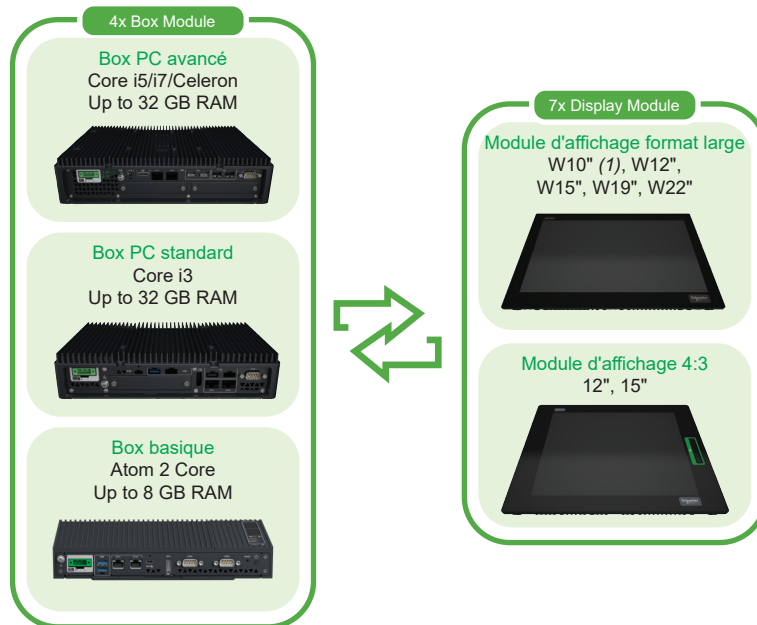 4x Box Module
Box PC avancé
Core i5/i7/Celeron
Up to 32 GB RAM
Box PC standard
Core i3
Up to 32 GB RAM
Box basique
Atom 2 Core
Up to 8 GB RAM
7x Display Module
Module d'affichage format large
W10" (1), W12",
W15", W19", W22"
Schneider
Module d'affichage 4:3
12", 15"
Schneider